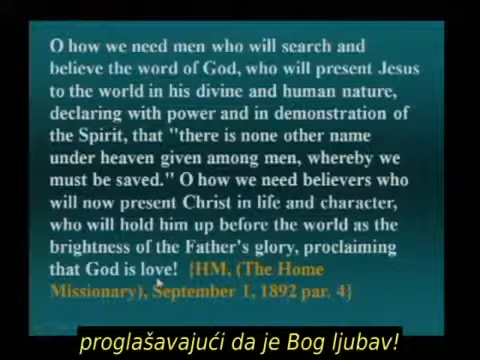 O how we need men who will search and
believe the word of God, who will present Jesus
to the world in his divine and human nature,
declaring with power and in demonstration of
the Spirit, that "there is none other name
under heaven given among men, whereby we
must be saved." O how we need believers who
will now present Christ in life and character,
who will hold him up before the world as the
brightness of the Father's glory, proclaiming
that God is love! {HM, (The Home
Missionary), September 1, 1892 par. 4}
proglašavajući da je Bog ljubav!